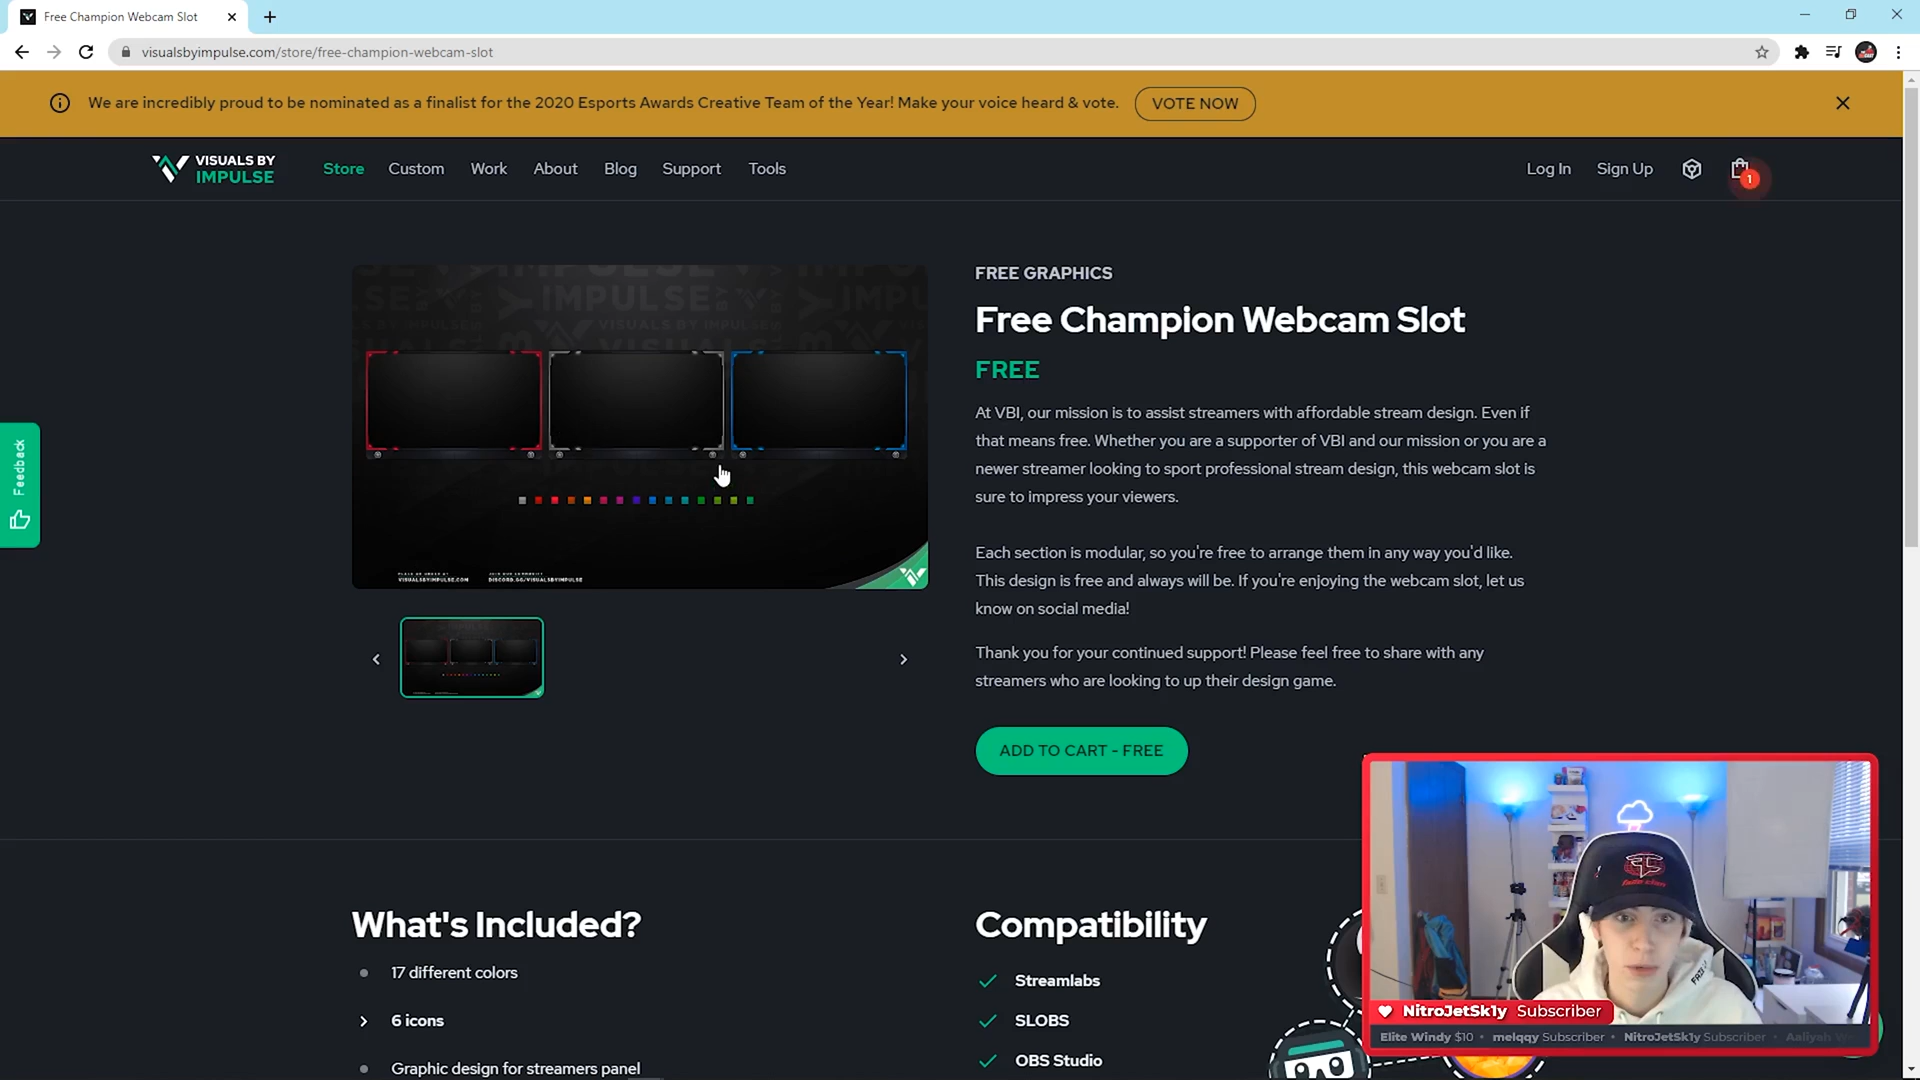 Free Champion Webcam Slot
visualsbyimpulse.com/store/free-champion-webcam-slot
We are incredibly proud to be nominated as a finalist for the 2020 Esports Awards Creative Team of the Year! Make your voice heard & vote. VOTE NOW
VISUALS BY
IMPULSE
Store Custom Work About Blog Support Tools
Log In Sign Up 1
Feedback
IMPULSE
VISUALS BY IMPULSE
VISUALSBYIMPULSE.COM DISCORD.GG/VISUALSBYIMPULSE
FREE GRAPHICS
Free Champion Webcam Slot
FREE
At VBI, our mission is to assist streamers with affordable stream design. Even if
that means free. Whether you are a supporter of VBI and our mission or you are a
newer streamer looking to sport professional stream design, this webcam slot is
sure to impress your viewers.
Each section is modular, so you're free to arrange them in any way you'd like.
This design is free and always will be. If you're enjoying the webcam slot, let us
know on social media!
Thank you for your continued support! Please feel free to share with any
streamers who are looking to up their design game.
ADD TO CART - FREE
What's Included?
17 different colors
6 icons
Graphic design for streamers panel
Compatibility
Streamlabs
SLOBS
OBS Studio
NitroJetSk1y Subscriber
Elite Windy $10 • melqqy Subscriber • NitroJetSk1y Subscriber • Aaliyah